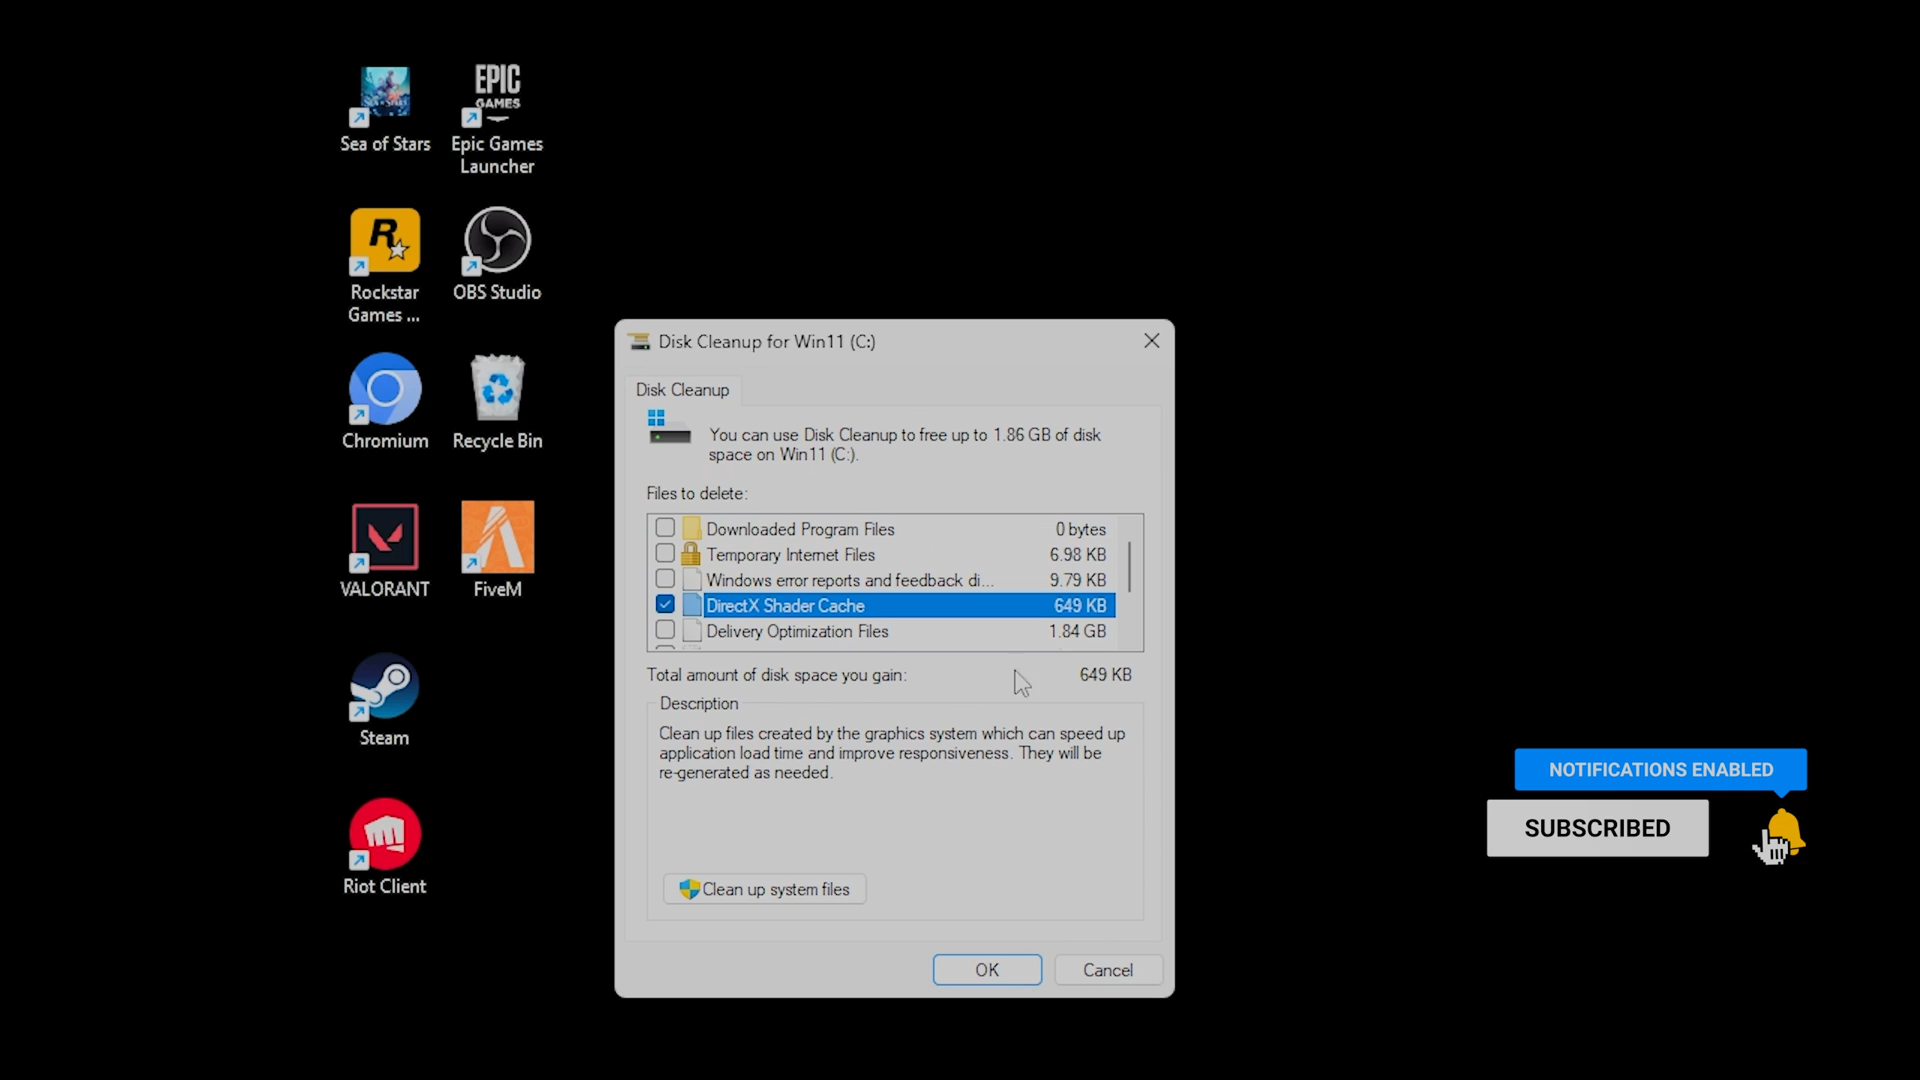 EPIC
GAMES
Sea of Stars
Epic Games
Launcher
R
Rockstar
Games ...
OBS Studio
Chromium
Recycle Bin
VALORANT
FiveM
Steam
Riot Client
Disk Cleanup for Win11 (C:)
Disk Cleanup
You can use Disk Cleanup to free up to 1.86 GB of disk
space on Win11 (C:).
Files to delete:
Downloaded Program Files 0 bytes
Temporary Internet Files 6.98 KB
Windows error reports and feedback di... 9.79 KB
DirectX Shader Cache 649 KB
Delivery Optimization Files 1.84 GB
Total amount of disk space you gain: 649 KB
Description
Clean up files created by the graphics system which can speed up
application load time and improve responsiveness. They will be
re-generated as needed.
Clean up system files
OK
Cancel
NOTIFICATIONS ENABLED
SUBSCRIBED